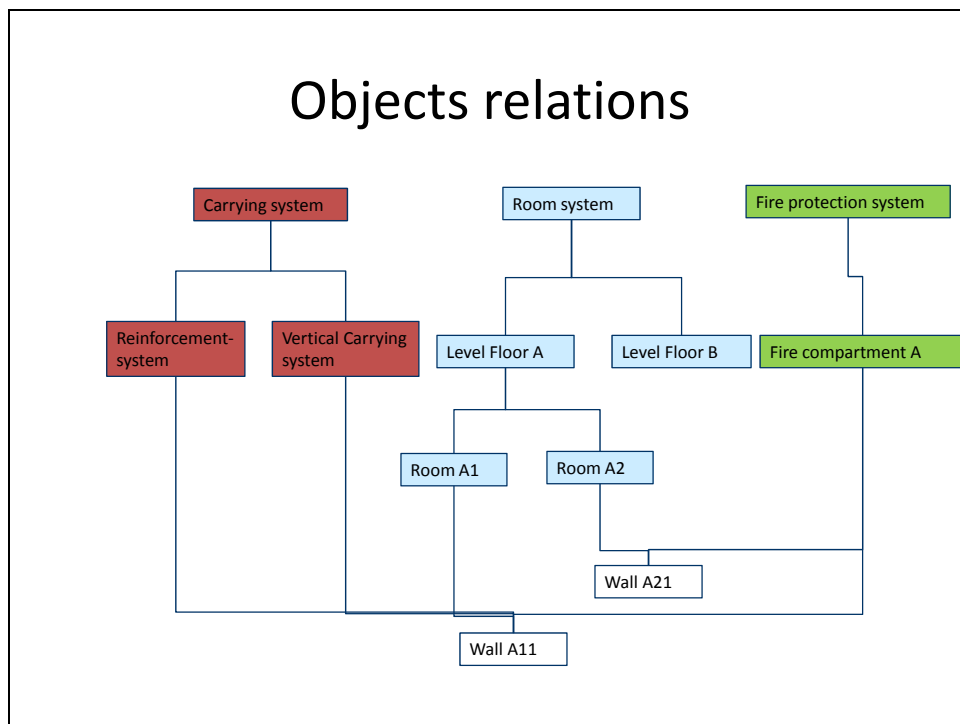 Objects relations
Carrying system
Room system
Fire protection system
Reinforcement-
system
Vertical Carrying
system
Level Floor A
Level Floor B
Fire compartment A
Room A1
Room A2
Wall A21
Wall A11